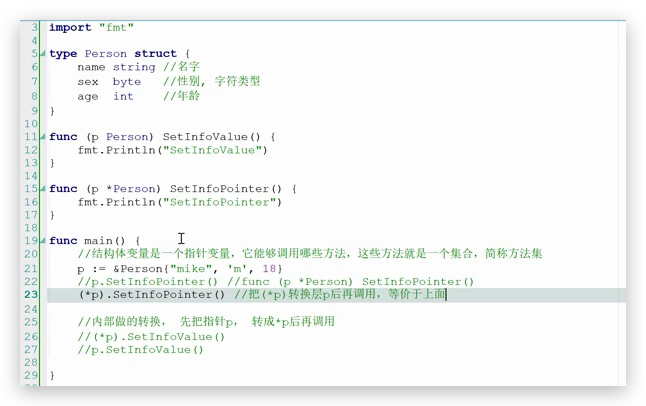 3 import "fmt"
4
5 type Person struct {
6 name string //名字
7 sex byte //性别, 字符类型
8 age int //年龄
9 }
10
11 func (p Person) SetInfoValue() {
12 fmt.Println("SetInfoValue")
13 }
14
15 func (p *Person) SetInfoPointer() {
16 fmt.Println("SetInfoPointer")
17 }
18
19 func main() {
20 //结构体变量是一个指针变量，它能够调用哪些方法，这些方法就是一个集合，简称方法集
21 p := &Person{"mike", 'm', 18}
22 //p.SetInfoPointer() //func (p *Person) SetInfoPointer()
23 (*p).SetInfoPointer() //把(*p)转换层p后再调用，等价于上面
24
25 //内部做的转换， 先把指针p， 转成*p后再调用
26 //(*p).SetInfoValue()
27 //p.SetInfoValue()
28
29 }